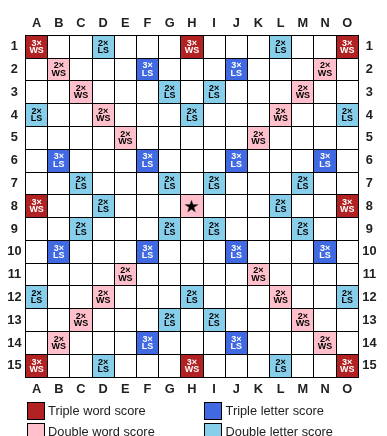 A B C D E F G H I J K L M N O
1 3× WS 2× LS 3× WS 2× LS 3× WS 1
2 2× WS 3× LS 3× LS 2× WS 2
3 2× WS 2× LS 2× LS 2× WS 3
4 2× LS 2× WS 2× LS 2× WS 2× LS 4
5 2× WS 2× WS 5
6 3× LS 3× LS 3× LS 3× LS 6
7 2× LS 2× LS 2× LS 2× LS 7
8 3× WS 2× LS ★ 2× LS 3× WS 8
9 2× LS 2× LS 2× LS 2× LS 9
10 3× LS 3× LS 3× LS 3× LS 10
11 2× WS 2× WS 11
12 2× LS 2× WS 2× LS 2× WS 2× LS 12
13 2× WS 2× LS 2× LS 2× WS 13
14 2× WS 3× LS 3× LS 2× WS 14
15 3× WS 2× LS 3× WS 2× LS 3× WS 15
A B C D E F G H I J K L M N O
Triple word score Triple letter score
Double word score Double letter score